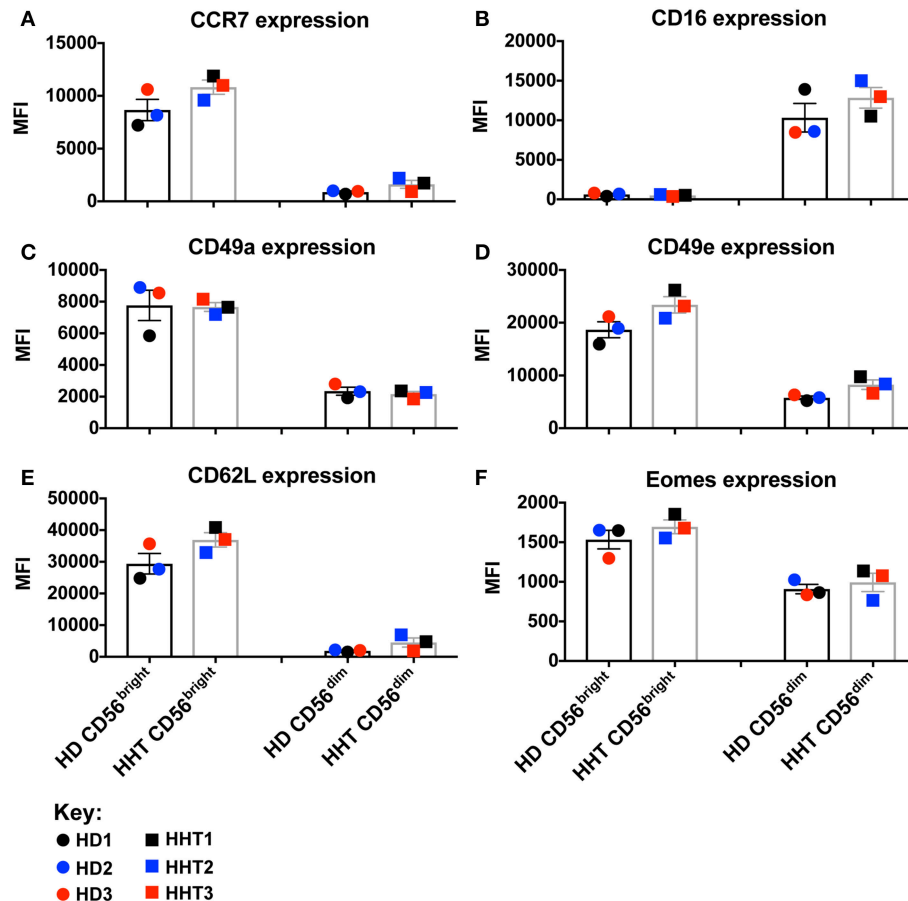 A
CCR7 expression
MFI
15000
10000
5000
0
B
CD16 expression
MFI
20000
15000
10000
5000
0
C
CD49a expression
MFI
10000
8000
6000
4000
2000
0
D
CD49e expression
MFI
30000
20000
10000
0
E
CD62L expression
MFI
50000
40000
30000
20000
10000
0
HD CD56bright
HHT CD56bright
HD CD56dim
HHT CD56dim
F
Eomes expression
MFI
2000
1500
1000
500
0
HD CD56bright
HHT CD56bright
HD CD56dim
HHT CD56dim
Key:
HD1 HHT1
HD2 HHT2
HD3 HHT3